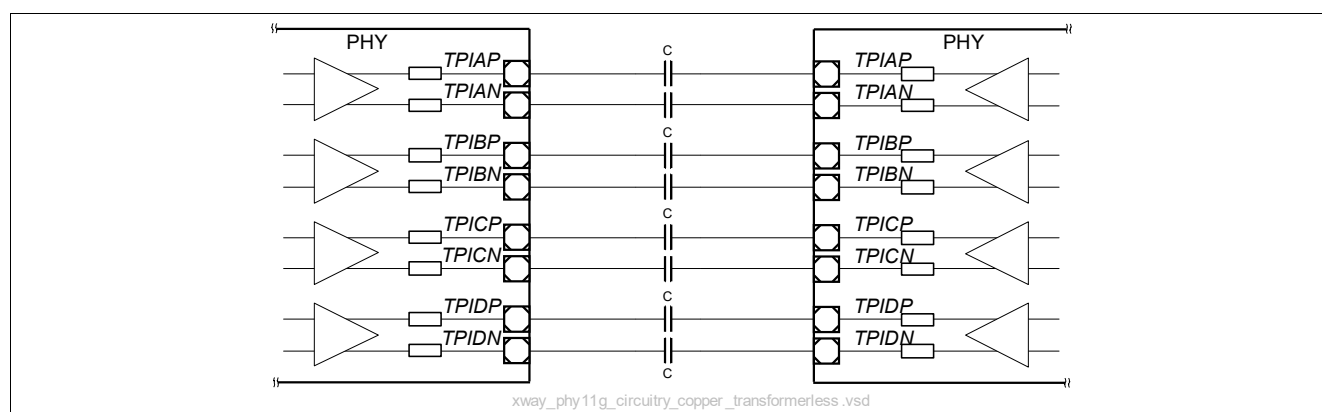 PHY
PHY
C
TPIAP
TPIAP
TPIAN
TPIAN
C
TPIBP
TPIBP
TPIBN
TPIBN
C
TPICP
TPICP
TPICN
TPICN
C
TPIDP
TPIDP
TPIDN
TPIDN
C
xway_phy11g_circuitry_copper_transformerless.vsd